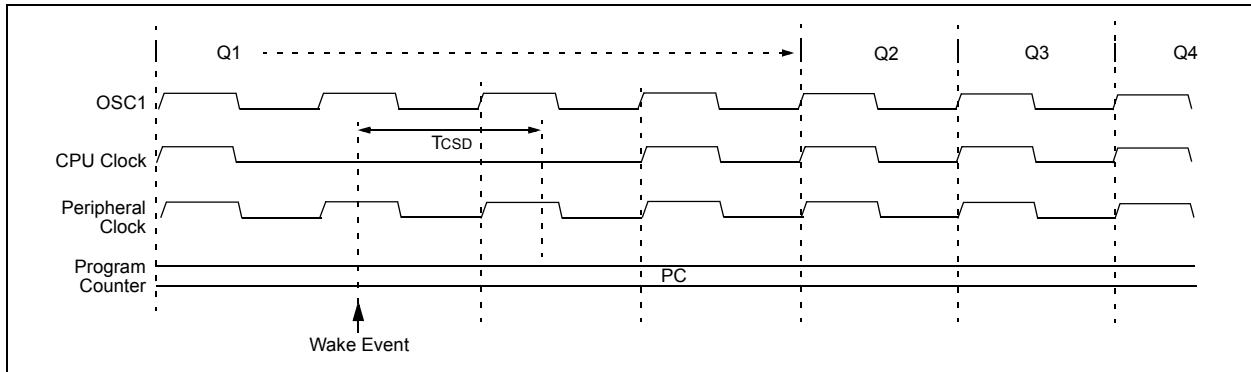 Q1 Q2 Q3 Q4
OSC1
TCSD
CPU Clock
Peripheral
Clock
Program
Counter
PC
Wake Event